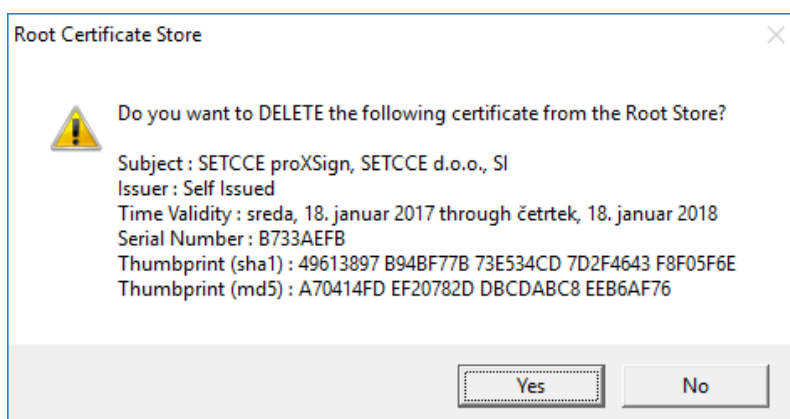 Root Certificate Store
Do you want to DELETE the following certificate from the Root Store?
Subject : SETCCE proXSign, SETCCE d.o.o., SI
Issuer : Self Issued
Time Validity : sreda, 18. januar 2017 through četrtek, 18. januar 2018
Serial Number : B733AEFB
Thumbprint (sha1) : 49613897 B94BF77B 73E534CD 7D2F4643 F8F05F6E
Thumbprint (md5) : A70414FD EF20782D DBCDABC8 EEB6AF76
Yes
No